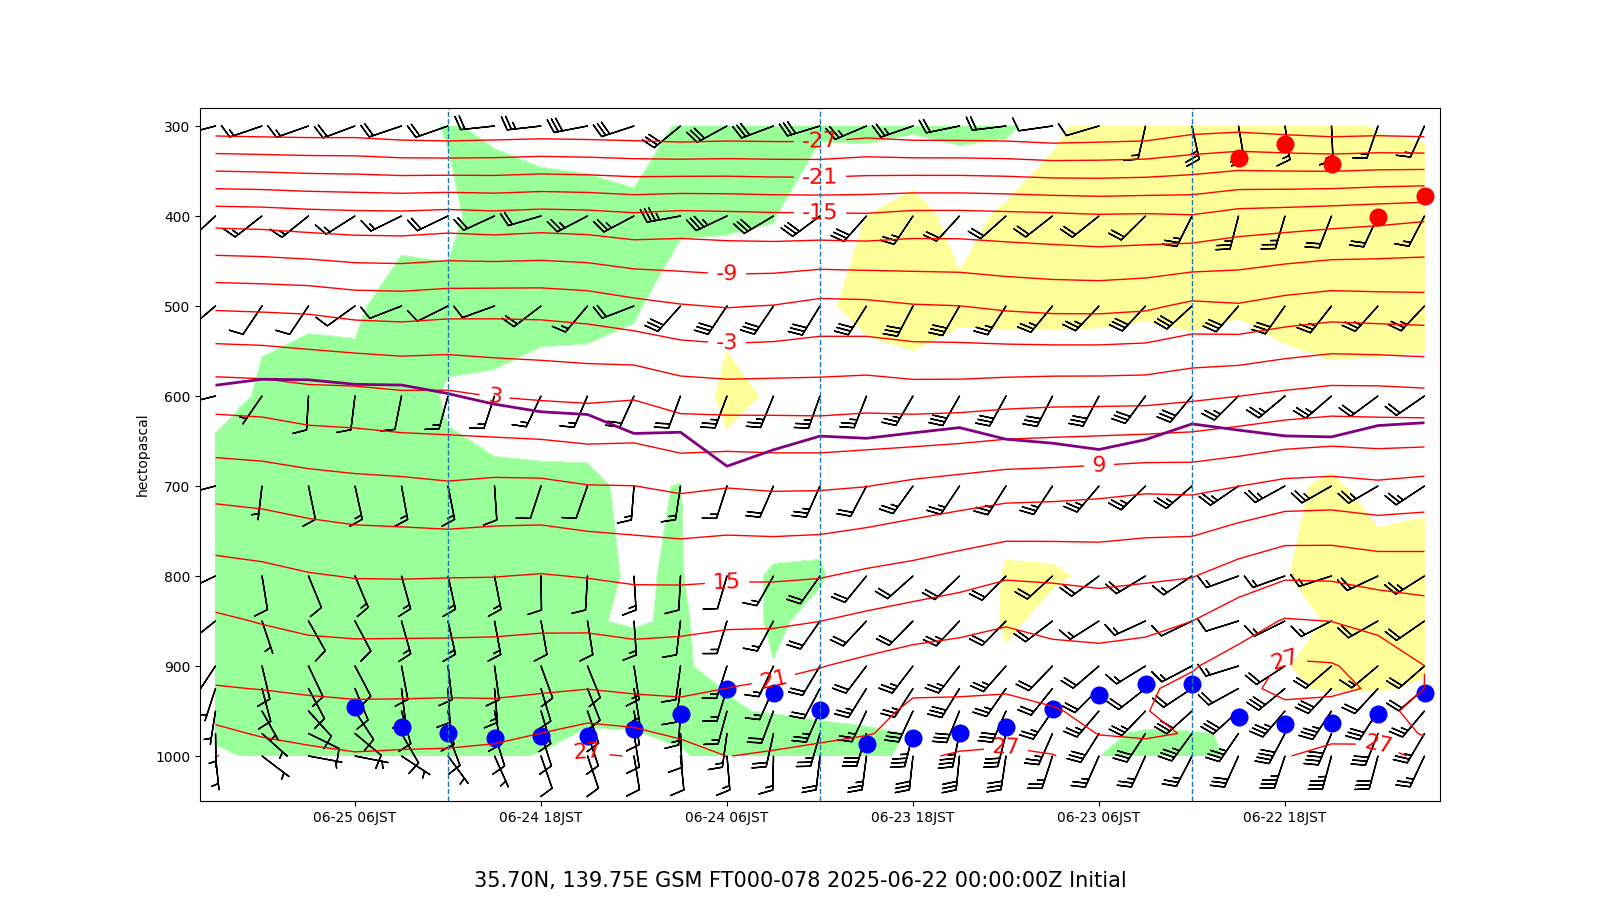 300
-27
-21
400
-15
-9
500
-3
600
3
hectopascal
9
700
800
15
900
27
21
1000
27
27
27
06-25 06JST
06-24 18JST
06-24 06JST
06-23 18JST
06-23 06JST
06-22 18JST
35.70N, 139.75E GSM FT000-078 2025-06-22 00:00:00Z Initial